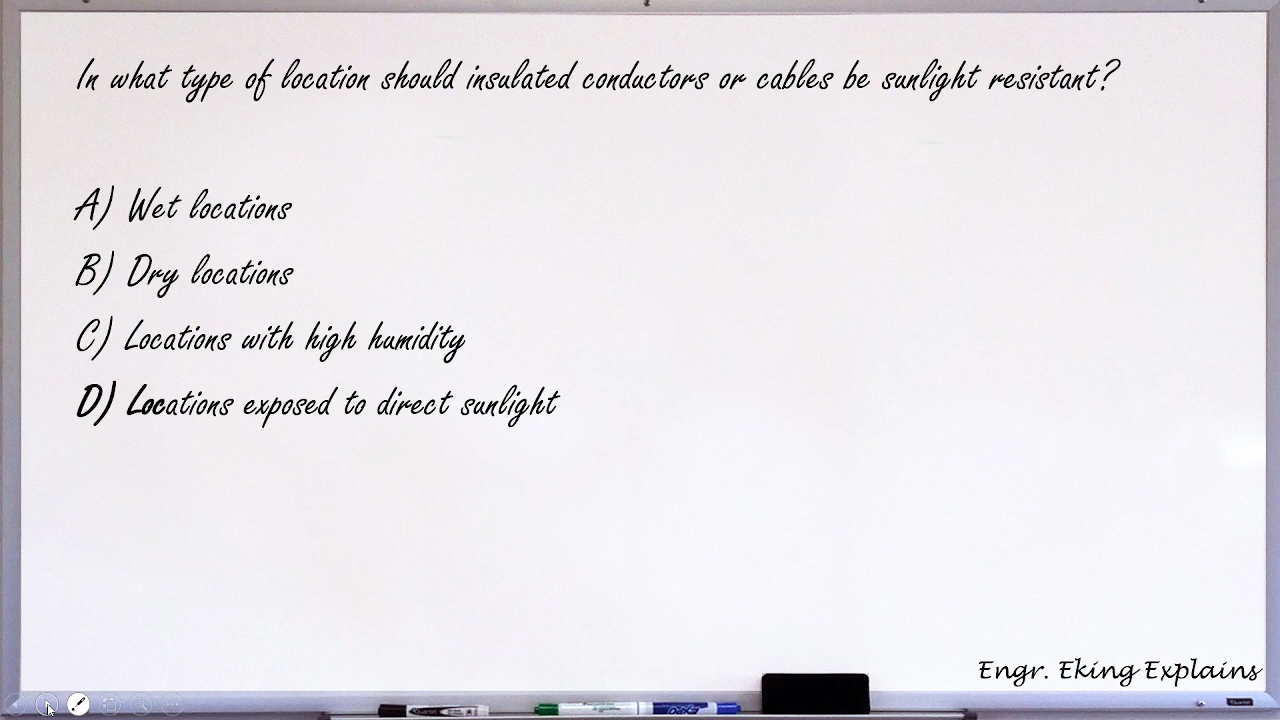 In what type of location should insulated conductors or cables be sunlight resistant?
A) Wet locations
B) Dry locations
C) Locations with high humidity
D) Locations exposed to direct sunlight
Engr. Eking Explains